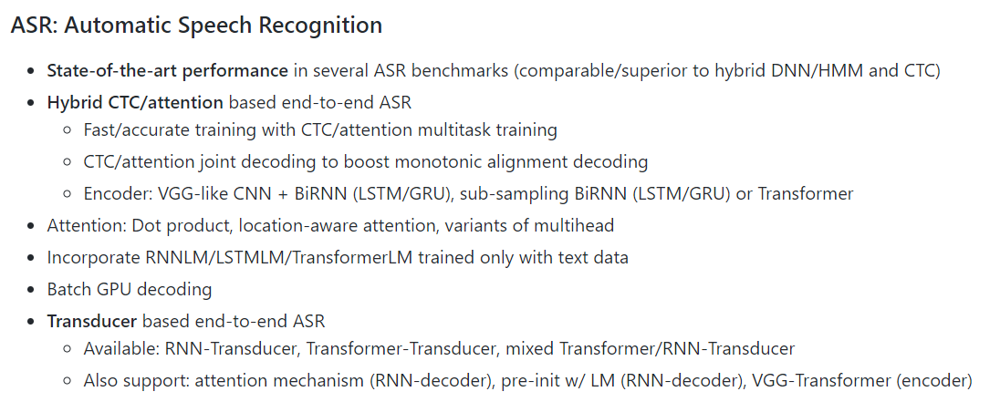 ASR: Automatic Speech Recognition
• State-of-the-art performance in several ASR benchmarks (comparable/superior to hybrid DNN/HMM and CTC)
• Hybrid CTC/attention based end-to-end ASR
◦ Fast/accurate training with CTC/attention multitask training
◦ CTC/attention joint decoding to boost monotonic alignment decoding
◦ Encoder: VGG-like CNN + BiRNN (LSTM/GRU), sub-sampling BiRNN (LSTM/GRU) or Transformer
• Attention: Dot product, location-aware attention, variants of multihead
• Incorporate RNNLM/LSTMLM/TransformerLM trained only with text data
• Batch GPU decoding
• Transducer based end-to-end ASR
◦ Available: RNN-Transducer, Transformer-Transducer, mixed Transformer/RNN-Transducer
◦ Also support: attention mechanism (RNN-decoder), pre-init w/ LM (RNN-decoder), VGG-Transformer (encoder)